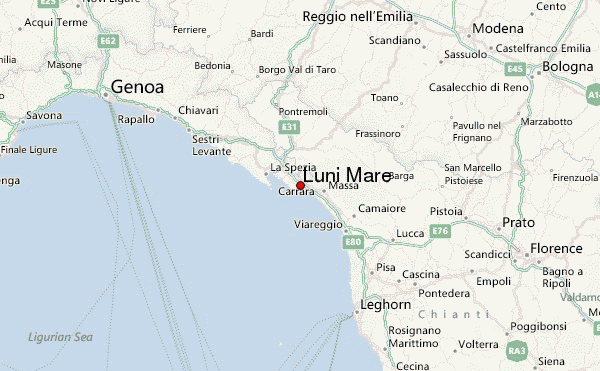 Reggio nell'Emilia
Cento
Acqui Terme
Novi Ligure
E62
Ferriere
Bardi
Scandiano
Modena
Castelfranco Emilia
Sassuolo
E45
Bologna
Masone
Bedonia
Borgo Val di Taro
Genoa
Toano
Casalecchio di Reno
A14
Savona
Rapallo
Chiavari
Pontremoli
E31
Frassinoro
Pavullo nel
Frignano
Marzabotto
Finale Ligure
Sestri
Levante
La Spezia
Luni Mare
Carrara
Massa
Barga
San Marcello
Pistoiese
Firenzuola
enga
Camaiore
Pistoia
Prato
Viareggio
E80
Lucca
E76
Scandicci
Florence
Pisa
Cascina
Empoli
Bagno a
Ripoli
Pontedera
Leghorn
Chianti
Valdarno
Ligurian Sea
Rosignano
Marittimo
Poggibonsi
Volterra
RA3
Cecina
Siena